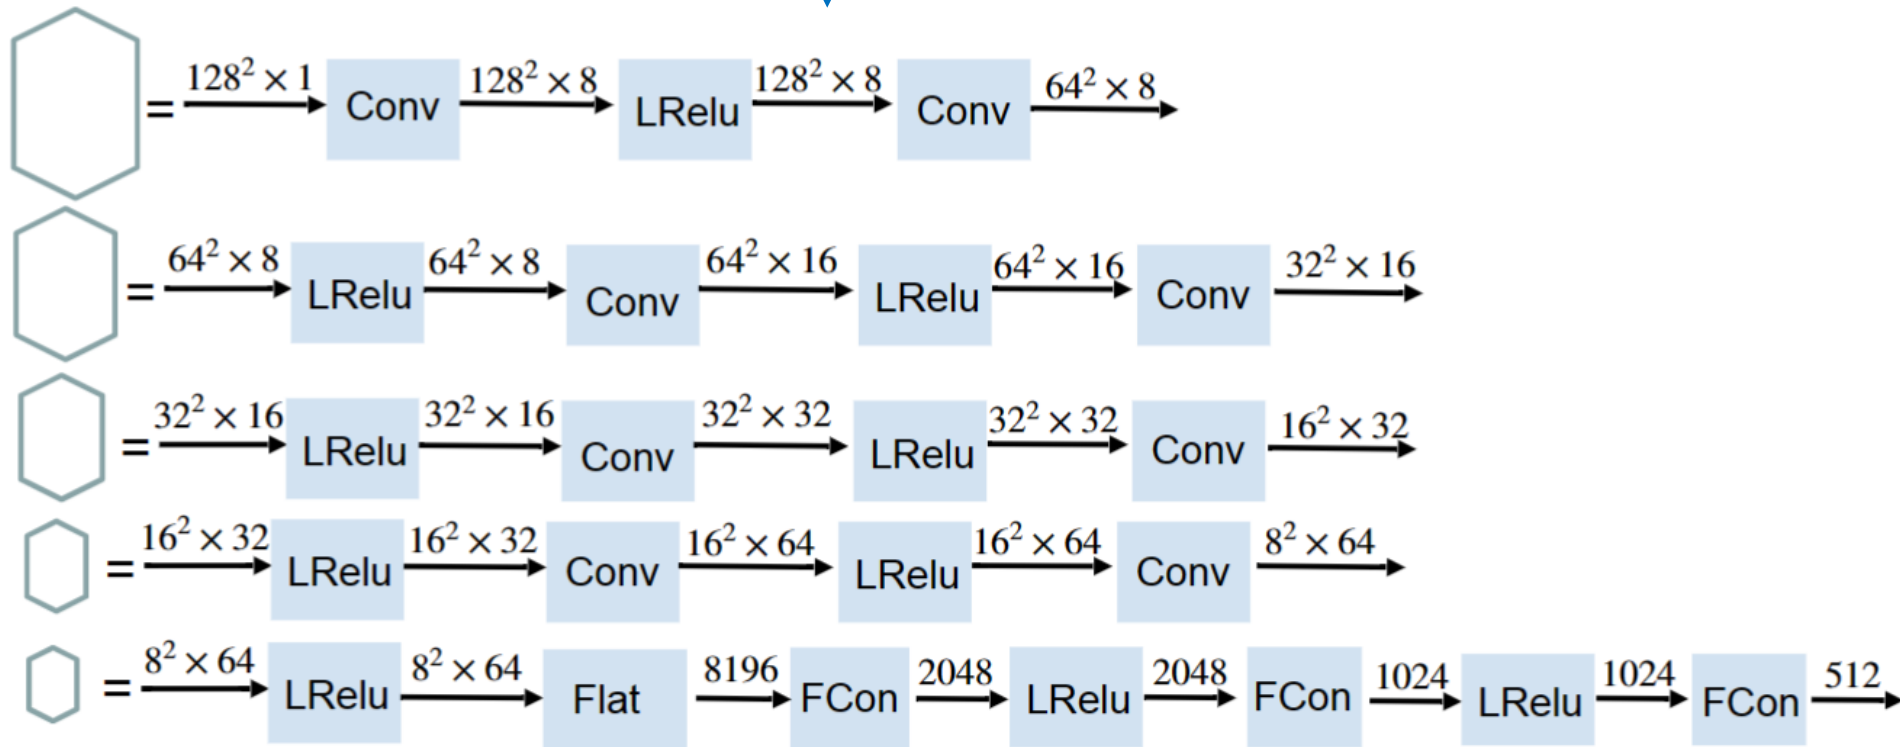 = 128² × 1 Conv 128² × 8 LRelu 128² × 8 Conv 64² × 8
= 64² × 8 LRelu 64² × 8 Conv 64² × 16 LRelu 64² × 16 Conv 32² × 16
= 32² × 16 LRelu 32² × 16 Conv 32² × 32 LRelu 32² × 32 Conv 16² × 32
= 16² × 32 LRelu 16² × 32 Conv 16² × 64 LRelu 16² × 64 Conv 8² × 64
= 8² × 64 LRelu 8² × 64 Flat 8196 FCon 2048 LRelu 2048 FCon 1024 LRelu 1024 FCon 512